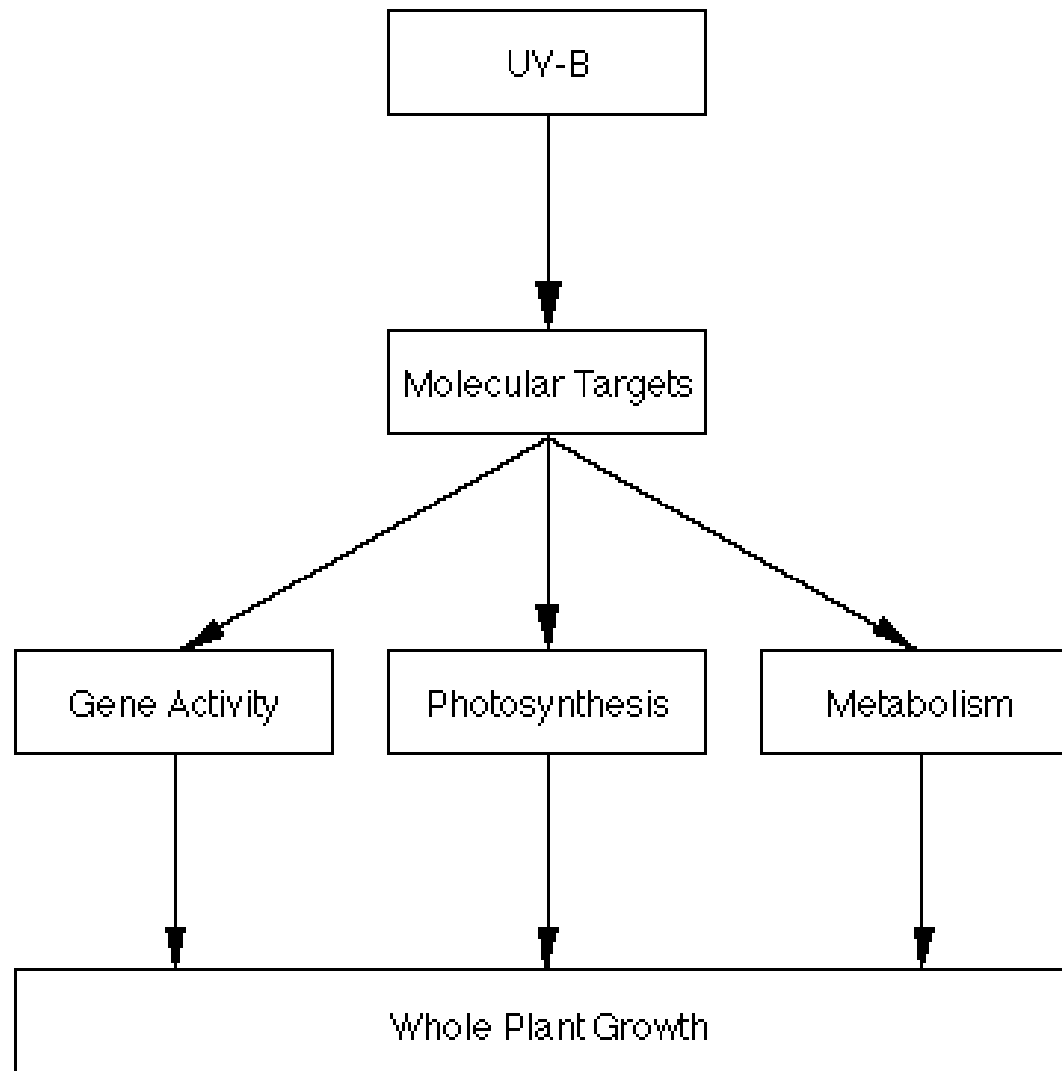 UV-B
Molecular Targets
Gene Activity
Photosynthesis
Metabolism
Whole Plant Growth